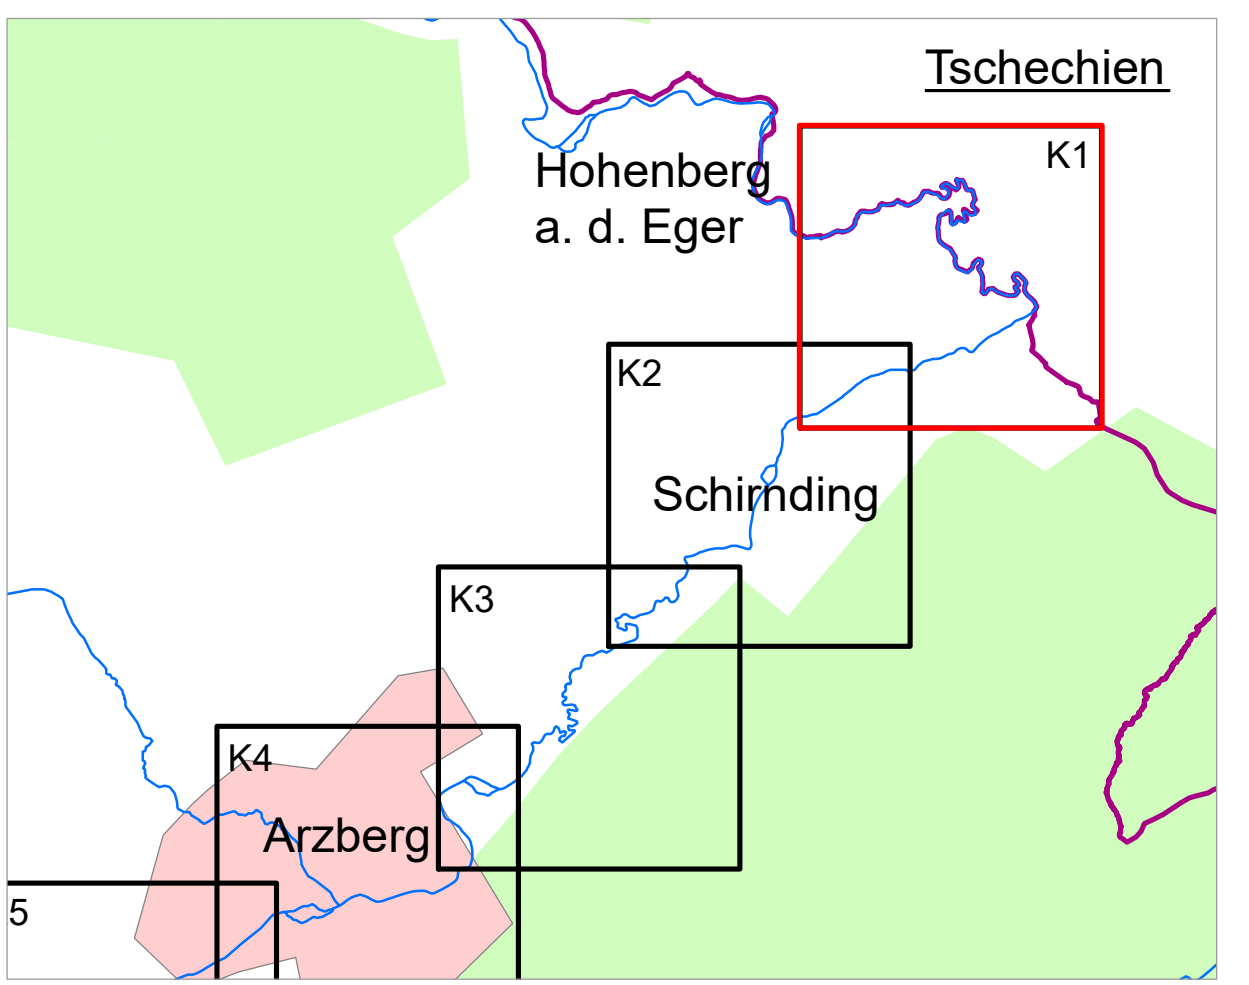 Tschechien
K1
Hohenberg
a. d. Eger
K2
Schirnding
K3
K4
Arzberg
5